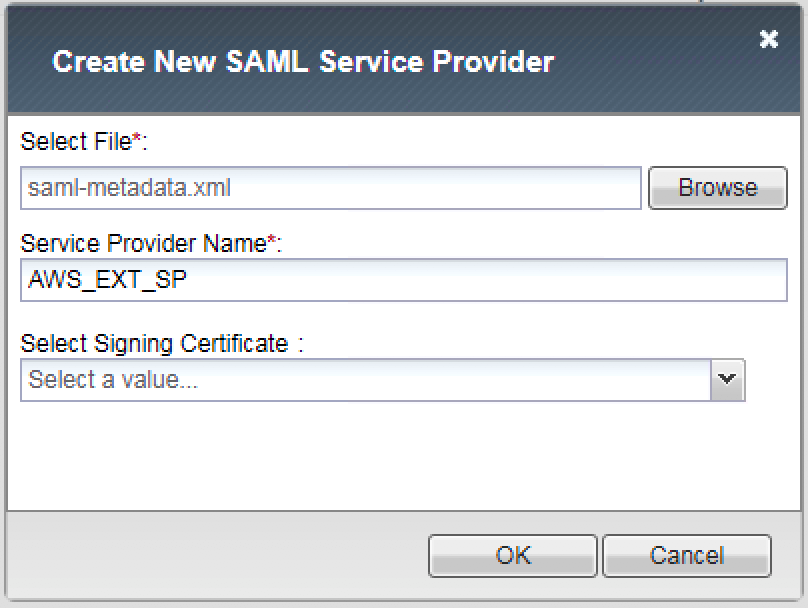 Create New SAML Service Provider
Select File*:
saml-metadata.xml Browse
Service Provider Name*:
AWS_EXT_SP
Select Signing Certificate :
Select a value...
OK Cancel